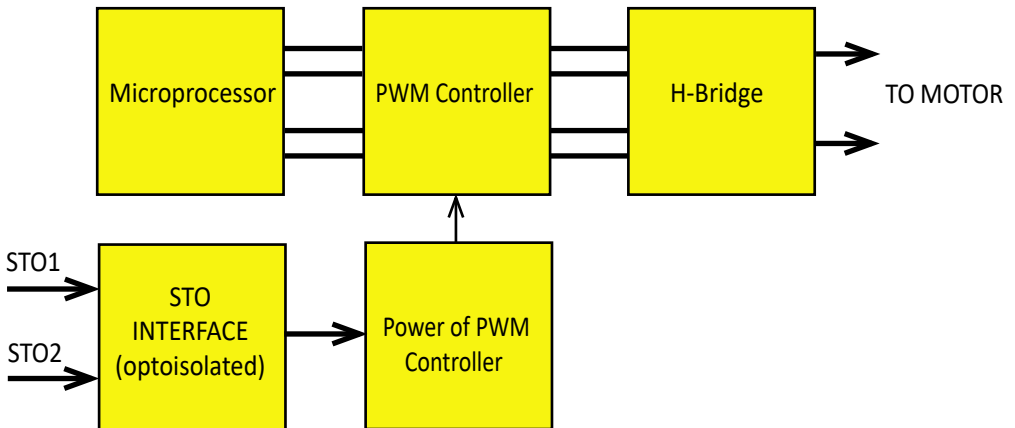 Microprocessor
PWM Controller
H-Bridge
TO MOTOR
STO1
STO2
STO
INTERFACE
(optoisolated)
Power of PWM
Controller